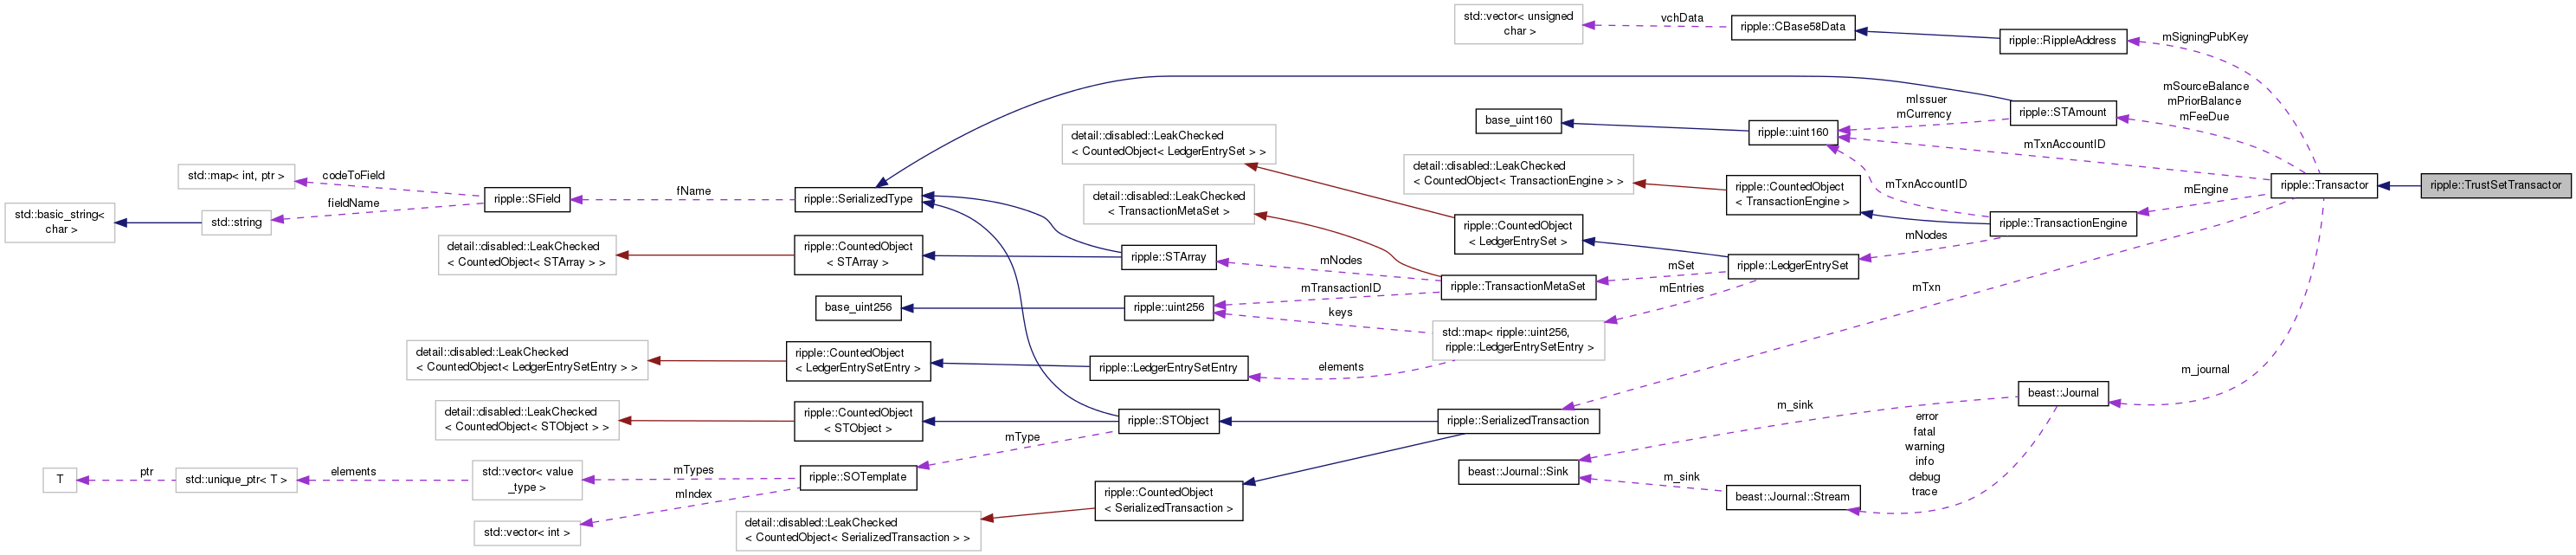 std::vector< unsigned
char >
vchData
ripple::CBase58Data
ripple::RippleAddress
mSigningPubKey
mSourceBalance
mPriorBalance
mFeeDue
ripple::STAmount
mIssuer
mCurrency
base_uint160
ripple::uint160
mTxnAccountID
detail::disabled::LeakChecked
< CountedObject< LedgerEntrySet > >
detail::disabled::LeakChecked
< CountedObject< TransactionEngine > >
ripple::CountedObject
< TransactionEngine >
mTxnAccountID
mEngine
ripple::Transactor
ripple::TrustSetTransactor
std::map< int, ptr >
codeToField
fieldName
ripple::SField
fName
ripple::SerializedType
detail::disabled::LeakChecked
< TransactionMetaSet >
std::basic_string<
char >
std::string
ripple::CountedObject
< LedgerEntrySet >
ripple::TransactionEngine
mNodes
detail::disabled::LeakChecked
< CountedObject< STArray > >
ripple::CountedObject
< STArray >
ripple::STArray
mNodes
mSet
ripple::LedgerEntrySet
mEntries
ripple::TransactionMetaSet
mTransactionID
keys
mTxn
base_uint256
ripple::uint256
std::map< ripple::uint256,
ripple::LedgerEntrySetEntry >
detail::disabled::LeakChecked
< CountedObject< LedgerEntrySetEntry > >
ripple::CountedObject
< LedgerEntrySetEntry >
ripple::LedgerEntrySetEntry
elements
m_journal
beast::Journal
m_sink
detail::disabled::LeakChecked
< CountedObject< STObject > >
ripple::CountedObject
< STObject >
ripple::STObject
ripple::SerializedTransaction
mType
error
fatal
warning
info
debug
trace
T
ptr
std::unique_ptr< T >
elements
std::vector< value
_type >
mTypes
mIndex
ripple::SOTemplate
beast::Journal::Sink
m_sink
beast::Journal::Stream
ripple::CountedObject
< SerializedTransaction >
std::vector< int >
detail::disabled::LeakChecked
< CountedObject< SerializedTransaction > >